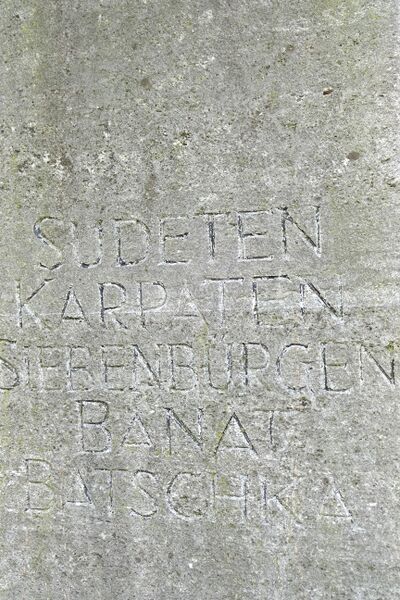 SUDETEN
KARPATEN
SIEBENBÜRGEN
BANAT
BATSCHKA